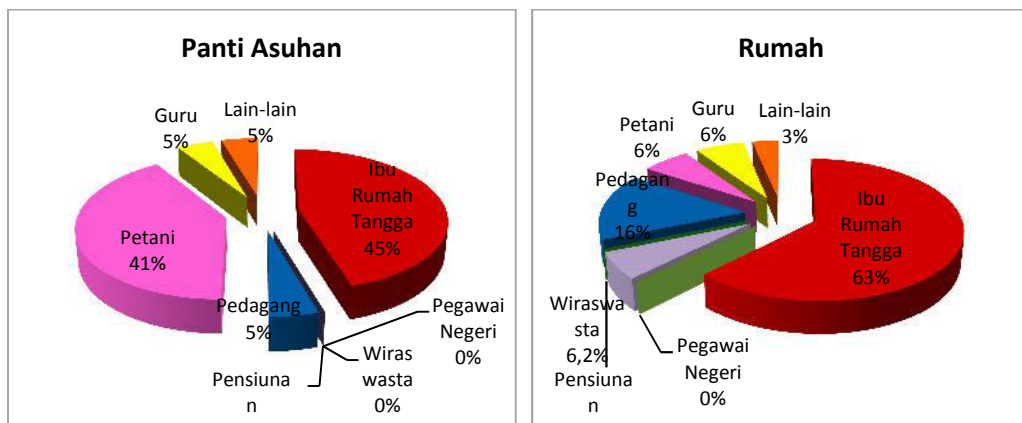 Panti Asuhan
Guru
5%
Lain-lain
5%
Ibu
Rumah
Tangga
45%
Petani
41%
Pedagang
5%
Pegawai
Negeri
0%
Wiras
wasta
0%
Pensiuna
n
Rumah
Guru
6%
Lain-lain
3%
Petani
6%
Pedagan
g
16%
Ibu
Rumah
Tangga
63%
Wiraswa
sta
6,2%
Pegawai
Negeri
0%
Pensiun
n